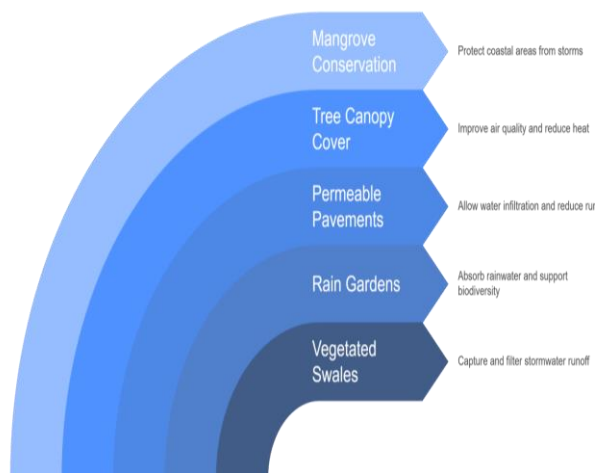 Mangrove
Conservation
Protect coastal areas from storms
Tree Canopy
Cover
Improve air quality and reduce heat
Permeable
Pavements
Allow water infiltration and reduce
Rain Gardens
Absorb rainwater and support
biodiversity
Vegetated
Swales
Capture and filter stormwater runoff